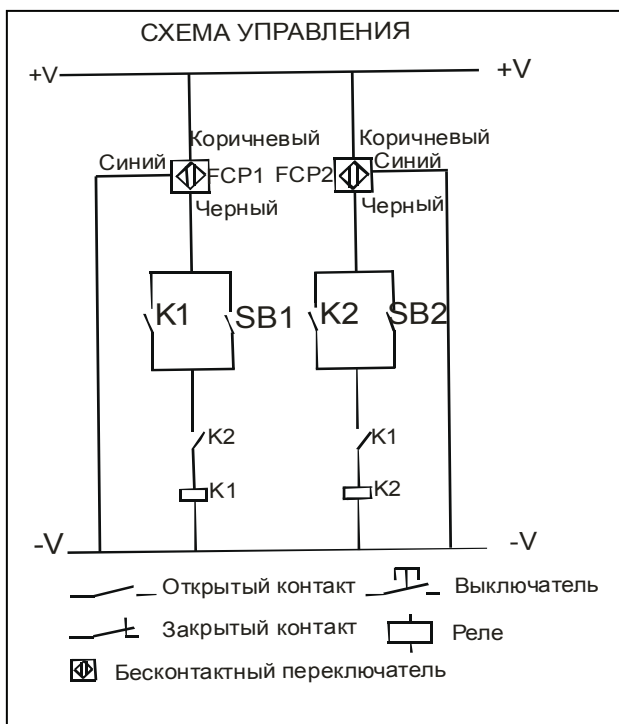 СХЕМА УПРАВЛЕНИЯ
+V +V
Коричневый Коричневый
Синий FCP1 FCP2 Синий
Черный Черный
K1 SB1 K2 SB2
K2 K1
K1 K2
-V -V
Открытый контакт Выключатель
Закрытый контакт Реле
Бесконтактный переключатель